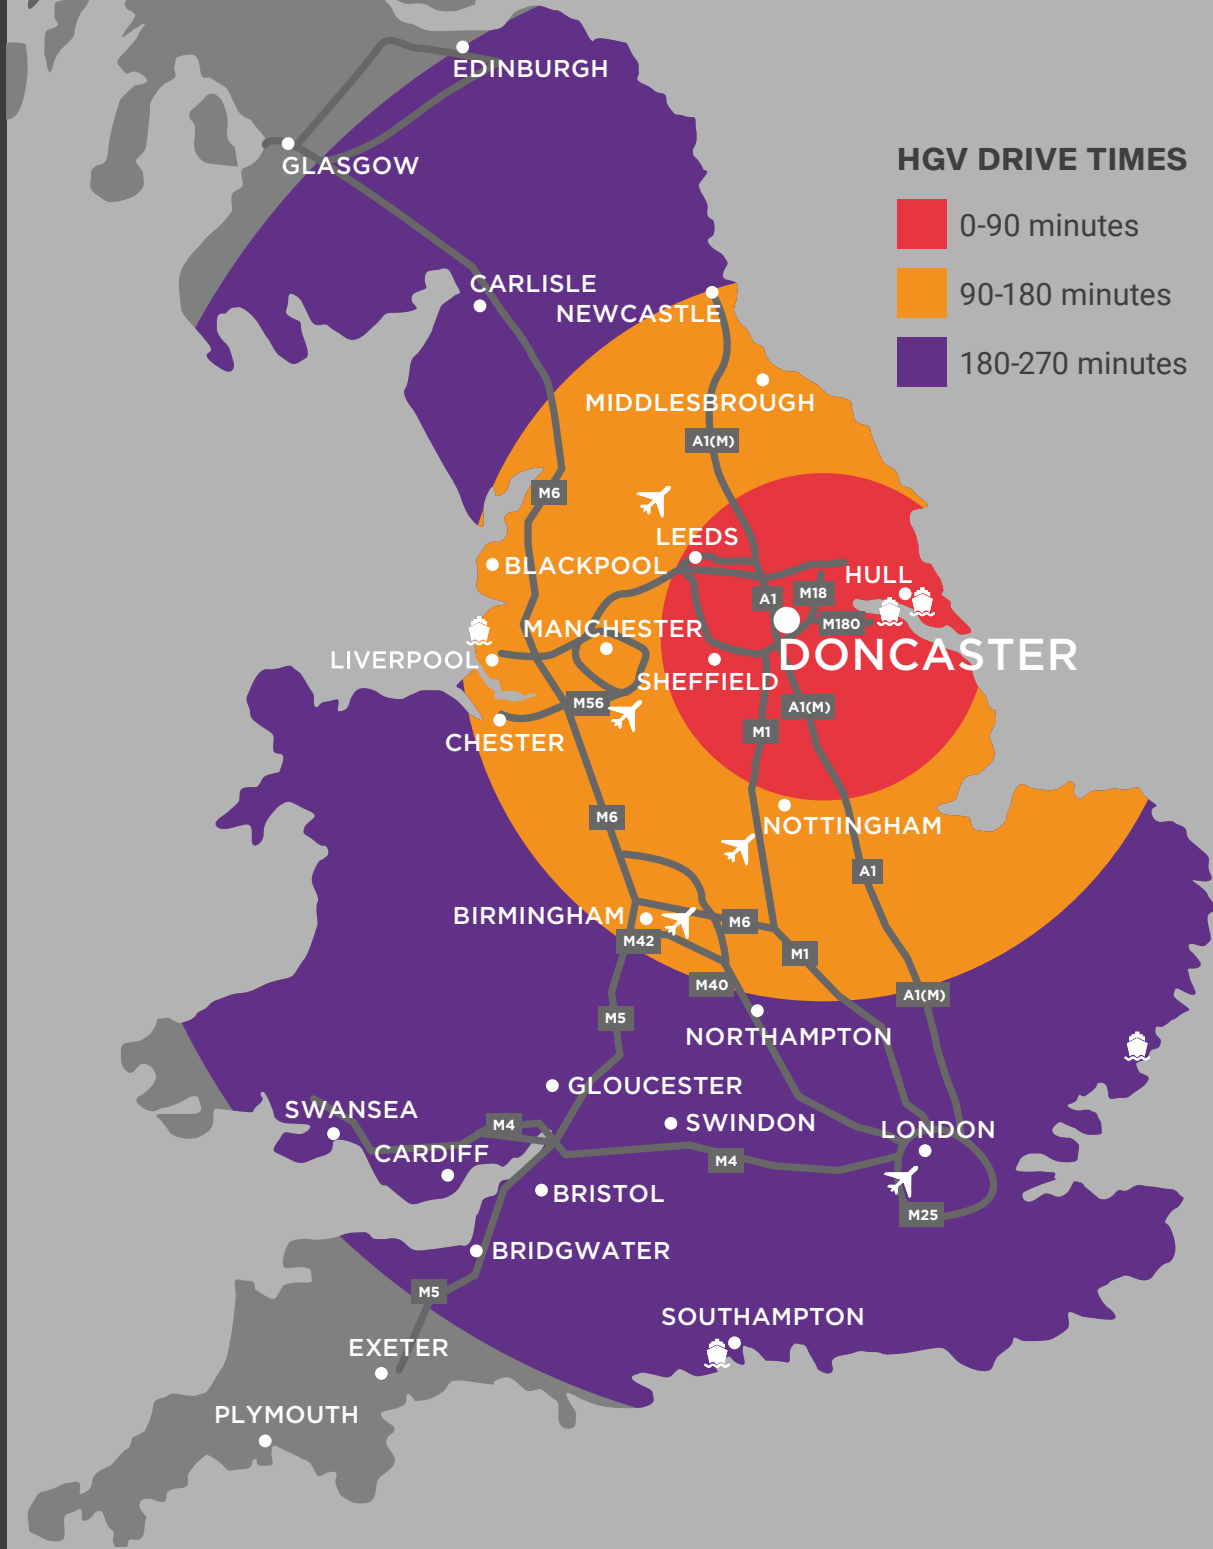 EDINBURGH
GLASGOW
HGV DRIVE TIMES
0-90 minutes
90-180 minutes
180-270 minutes
CARLISLE
NEWCASTLE
MIDDLESBROUGH
A1(M)
M6
LEEDS
BLACKPOOL
HULL
A1
M18
M180
MANCHESTER
DONCASTER
LIVERPOOL
SHEFFIELD
M56
A1(M)
M1
CHESTER
M6
NOTTINGHAM
A1
BIRMINGHAM
M6
M42
M1
M40
A1(M)
M5
NORTHAMPTON
GLOUCESTER
SWANSEA
M4
SWINDON
LONDON
CARDIFF
M4
BRISTOL
M25
BRIDGWATER
M5
SOUTHAMPTON
EXETER
PLYMOUTH